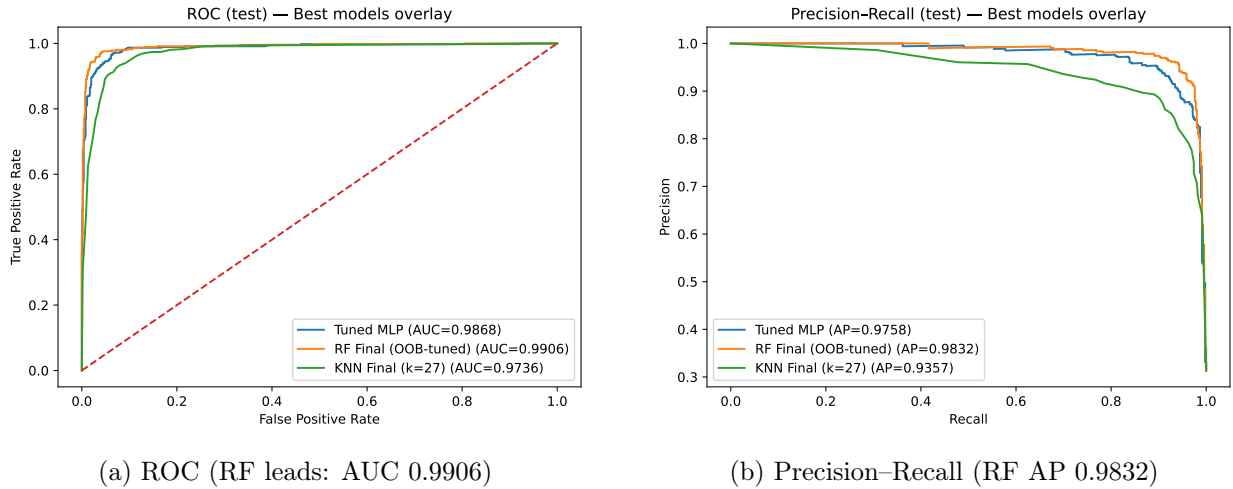 ROC (test) — Best models overlay
True Positive Rate
1.0
0.8
0.6
0.4
0.2
0.0
0.0 0.2 0.4 0.6 0.8 1.0
False Positive Rate
Tuned MLP (AUC=0.9868)
RF Final (OOB-tuned) (AUC=0.9906)
KNN Final (k=27) (AUC=0.9736)
(a) ROC (RF leads: AUC 0.9906)
Precision–Recall (test) — Best models overlay
Precision
1.0
0.9
0.8
0.7
0.6
0.5
0.4
0.3
0.0 0.2 0.4 0.6 0.8 1.0
Recall
Tuned MLP (AP=0.9758)
RF Final (OOB-tuned) (AP=0.9832)
KNN Final (k=27) (AP=0.9357)
(b) Precision–Recall (RF AP 0.9832)